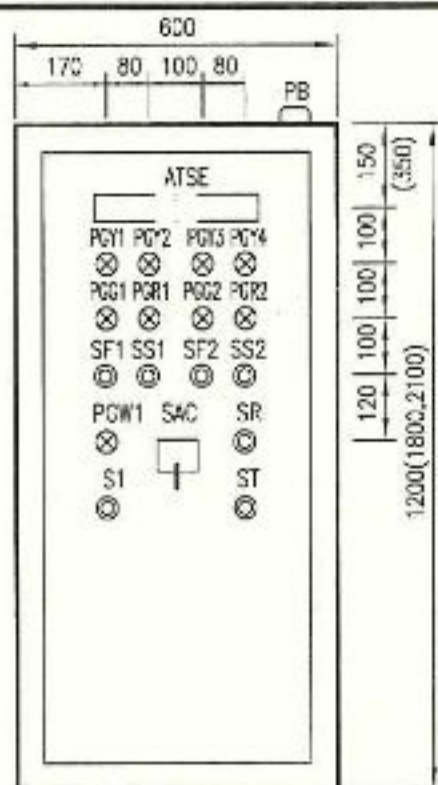 600
170 80 100 80
PB
ATSE
PGY1 PGY2 PGY3 PGY4
PGG1 PGR1 PGG2 PGR2
SF1 SS1 SF2 SS2
PGW1 SAC SR
S1 ST
150
(350)
100
100
100
120
1200(1800,2100)